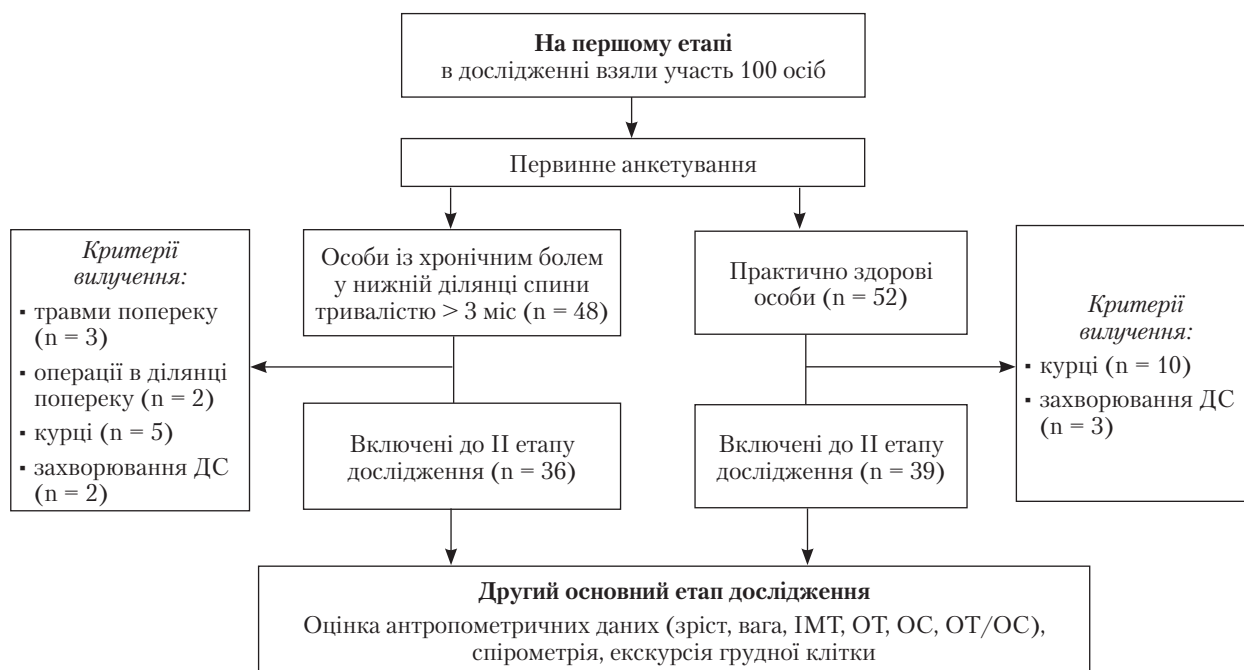 На першому етапі
в дослідженні взяли участь 100 осіб
Первинне анкетування
Критерії
вилучення:
▪ травми попереку
(n = 3)
▪ операції в ділянці
попереку (n = 2)
▪ курці (n = 5)
▪ захворювання ДС
(n = 2)
Особи із хронічним болем
у нижній ділянці спини
тривалістю > 3 міс (n = 48)
Практично здорові
особи (n = 52)
Критерії
вилучення:
▪ курці (n = 10)
▪ захворювання ДС
(n = 3)
Включені до II етапу
дослідження (n = 36)
Включені до II етапу
дослідження (n = 39)
Другий основний етап дослідження
Оцінка антропометричних даних (зріст, вага, ІМТ, ОТ, ОС, ОТ/ОС),
спірометрія, екскурсія грудної клітки